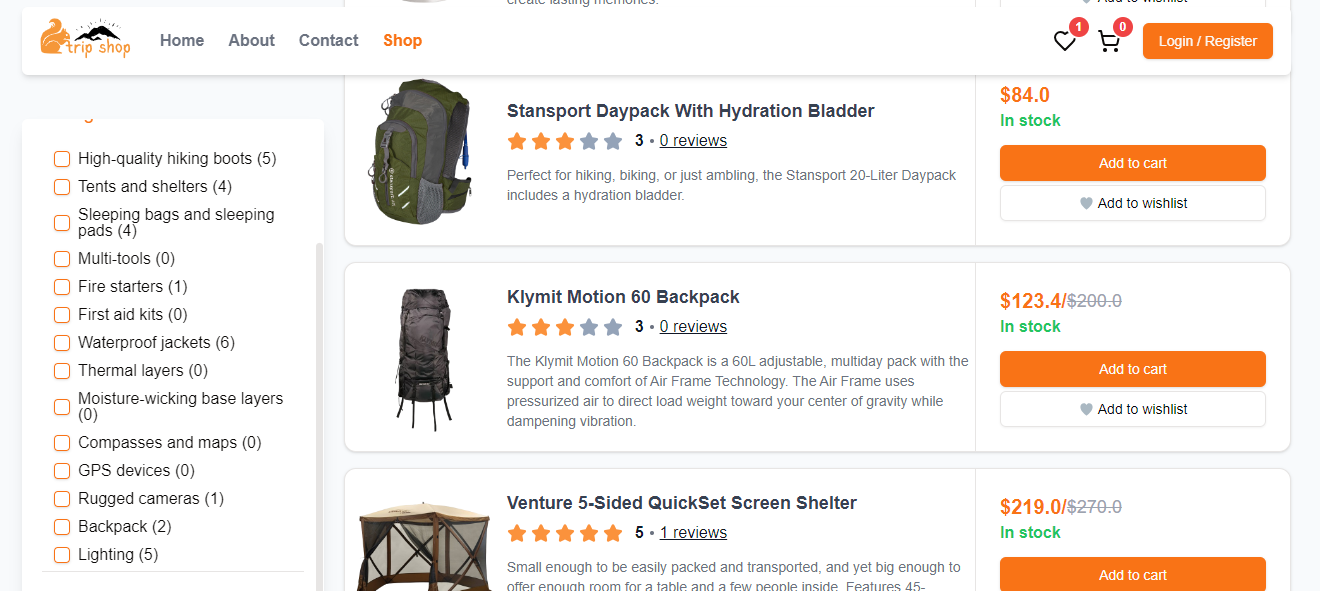 create lasting memories.
Add to wishlist
trip shop
Home
About
Contact
Shop
1
0
Login / Register
High-quality hiking boots (5)
Tents and shelters (4)
Sleeping bags and sleeping
pads (4)
Multi-tools (0)
Fire starters (1)
First aid kits (0)
Waterproof jackets (6)
Thermal layers (0)
Moisture-wicking base layers
(0)
Compasses and maps (0)
GPS devices (0)
Rugged cameras (1)
Backpack (2)
Lighting (5)
Stansport Daypack With Hydration Bladder
3 • 0 reviews
Perfect for hiking, biking, or just ambling, the Stansport 20-Liter Daypack
includes a hydration bladder.
$84.0
In stock
Add to cart
Add to wishlist
Klymit Motion 60 Backpack
3 • 0 reviews
The Klymit Motion 60 Backpack is a 60L adjustable, multiday pack with the
support and comfort of Air Frame Technology. The Air Frame uses
pressurized air to direct load weight toward your center of gravity while
dampening vibration.
$123.4/$200.0
In stock
Add to cart
Add to wishlist
Venture 5-Sided QuickSet Screen Shelter
5 • 1 reviews
Small enough to be easily packed and transported, and yet big enough to
offer enough room for a table and a few people inside. Features 45-
$219.0/$270.0
In stock
Add to cart